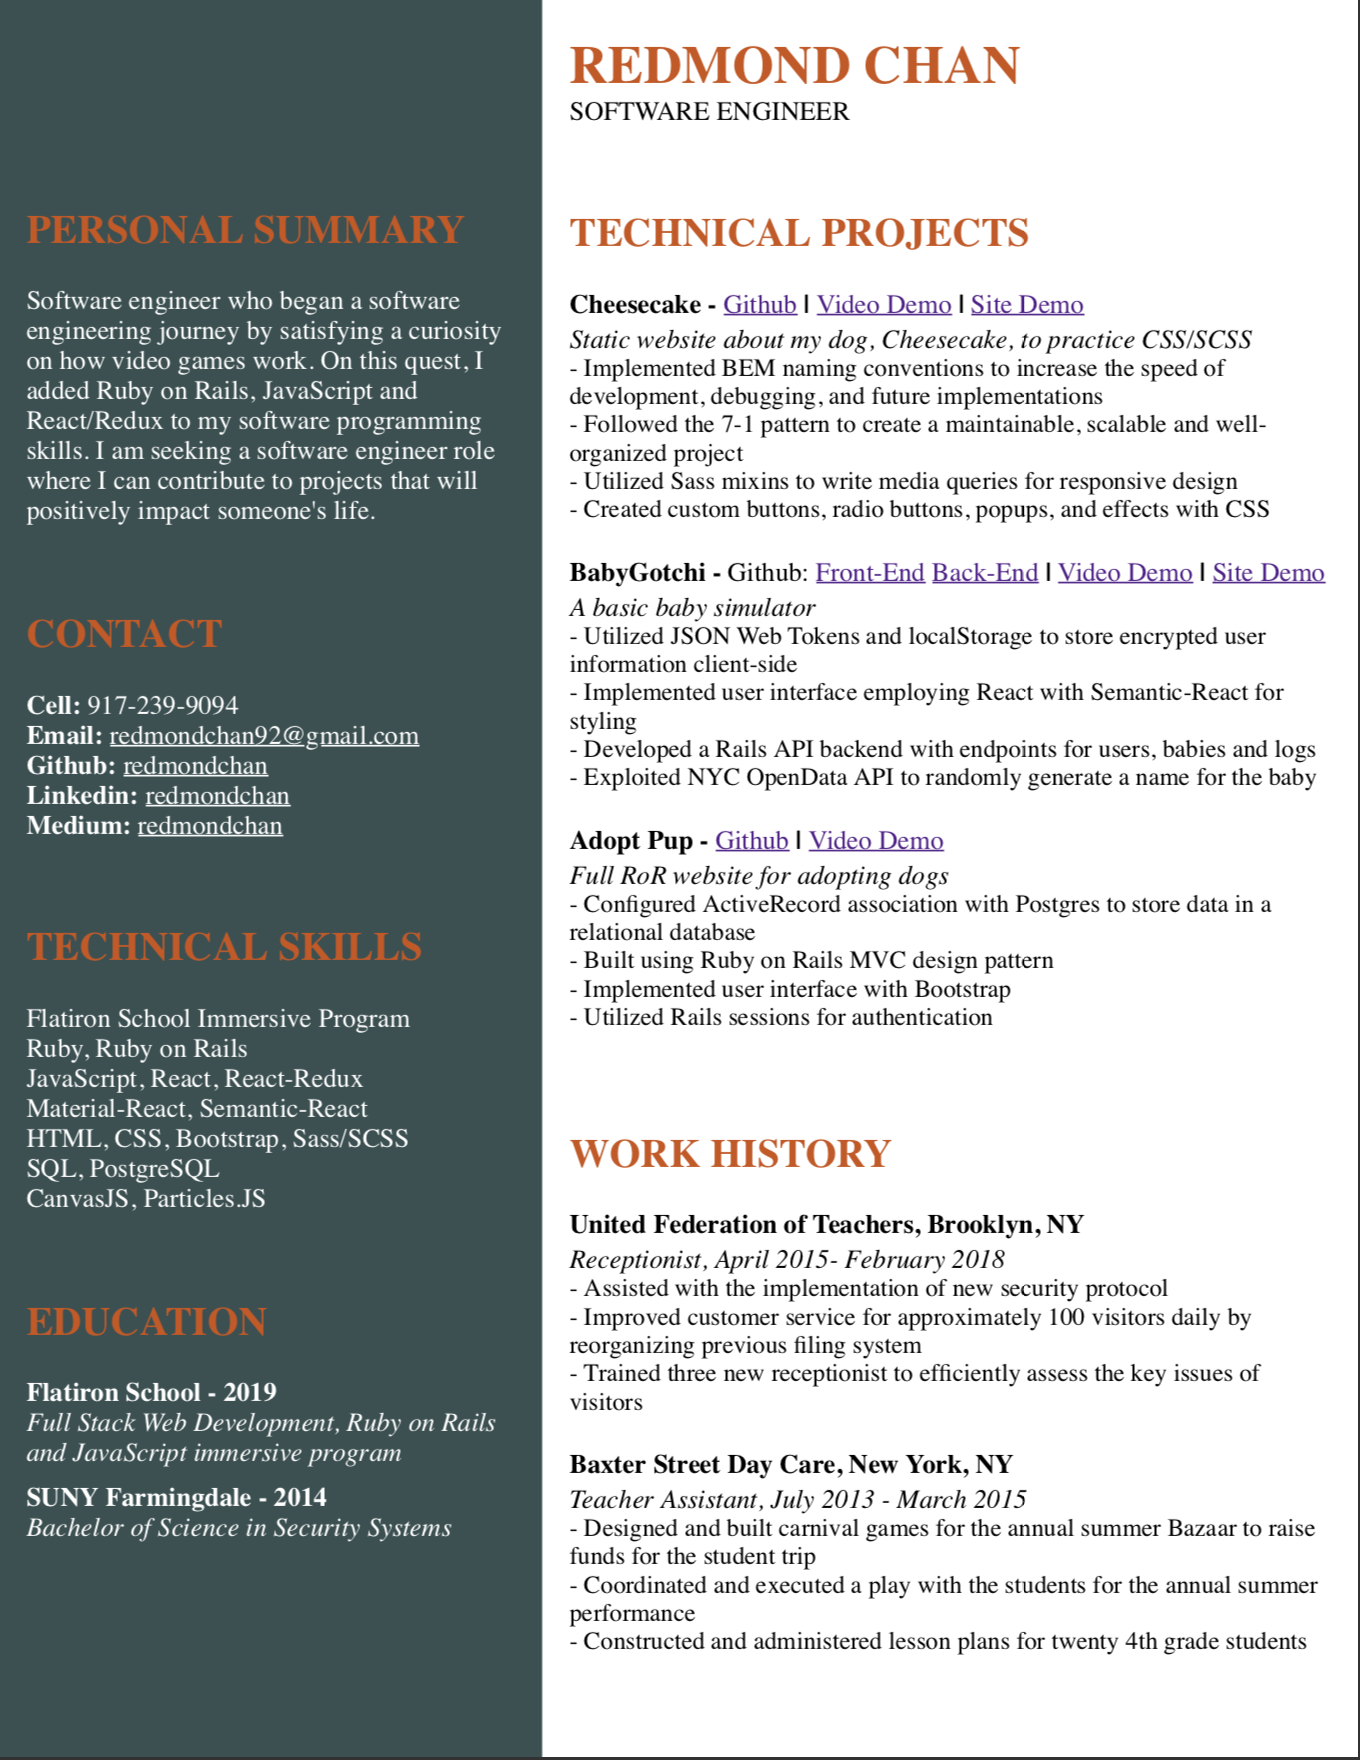 REDMOND CHAN
SOFTWARE ENGINEER
PERSONAL SUMMARY
Software engineer who began a software
engineering journey by satisfying a curiosity
on how video games work. On this quest, I
added Ruby on Rails, JavaScript and
React/Redux to my software programming
skills. I am seeking a software engineer role
where I can contribute to projects that will
positively impact someone's life.
CONTACT
Cell: 917-239-9094
Email: redmondchan92@gmail.com
Github: redmondchan
Linkedin: redmondchan
Medium: redmondchan
TECHNICAL SKILLS
Flatiron School Immersive Program
Ruby, Ruby on Rails
JavaScript, React, React-Redux
Material-React, Semantic-React
HTML, CSS, Bootstrap, Sass/SCSS
SQL, PostgreSQL
CanvasJS, Particles.JS
EDUCATION
Flatiron School - 2019
Full Stack Web Development, Ruby on Rails
and JavaScript immersive program
SUNY Farmingdale - 2014
Bachelor of Science in Security Systems
TECHNICAL PROJECTS
Cheesecake - Github | Video Demo | Site Demo
Static website about my dog, Cheesecake, to practice CSS/SCSS
- Implemented BEM naming conventions to increase the speed of
development, debugging, and future implementations
- Followed the 7-1 pattern to create a maintainable, scalable and well-
organized project
- Utilized Sass mixins to write media queries for responsive design
- Created custom buttons, radio buttons, popups, and effects with CSS
BabyGotchi - Github: Front-End Back-End | Video Demo | Site Demo
A basic baby simulator
- Utilized JSON Web Tokens and localStorage to store encrypted user
information client-side
- Implemented user interface employing React with Semantic-React for
styling
- Developed a Rails API backend with endpoints for users, babies and logs
- Exploited NYC OpenData API to randomly generate a name for the baby
Adopt Pup - Github | Video Demo
Full RoR website for adopting dogs
- Configured ActiveRecord association with Postgres to store data in a
relational database
- Built using Ruby on Rails MVC design pattern
- Implemented user interface with Bootstrap
- Utilized Rails sessions for authentication
WORK HISTORY
United Federation of Teachers, Brooklyn, NY
Receptionist, April 2015- February 2018
- Assisted with the implementation of new security protocol
- Improved customer service for approximately 100 visitors daily by
reorganizing previous filing system
- Trained three new receptionist to efficiently assess the key issues of
visitors
Baxter Street Day Care, New York, NY
Teacher Assistant, July 2013 - March 2015
- Designed and built carnival games for the annual summer Bazaar to raise
funds for the student trip
- Coordinated and executed a play with the students for the annual summer
performance
- Constructed and administered lesson plans for twenty 4th grade students